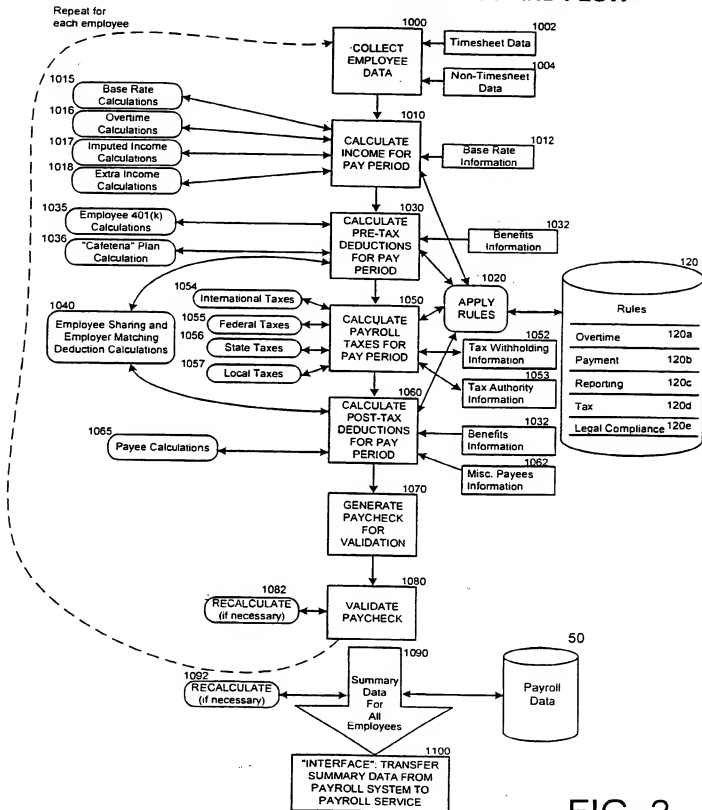 Repeat for
each employee
1000
COLLECT
EMPLOYEE
DATA
1002
Timesheet Data
1004
Non-Timesneet
Data
1015
Base Rate
Calculations
1016
Overtime
Calculations
1017
Imputed Income
Calculations
1018
Extra Income
Calculations
1010
CALCULATE
INCOME FOR
PAY PERIOD
1012
Base Rate
Information
1035
Employee 401(k)
Calculations
1036
"Cafetena" Plan
Calculation
1030
CALCULATE
PRE-TAX
DEDUCTIONS
FOR PAY
PERIOD
1032
Benefits
Information
1020
APPLY
RULES
120
Rules
Overtime 120a
Payment 120b
Reporting 120c
Tax 120d
Legal Compliance 120e
1040
Employee Sharing and
Employer Matching
Deduction Calculations
1054
International Taxes
1055
Federal Taxes
1056
State Taxes
1057
Local Taxes
1050
CALCULATE
PAYROLL
TAXES FOR
PAY PERIOD
1052
Tax Withholding
Information
1053
Tax Authority
Information
1060
CALCULATE
POST-TAX
DEDUCTIONS
FOR PAY
PERIOD
1032
Benefits
Information
1062
Misc. Payees
Information
1065
Payee Calculations
1070
GENERATE
PAYCHECK
FOR
VALIDATION
1080
VALIDATE
PAYCHECK
1082
RECALCULATE
(if necessary)
1090
Summary
Data
For
All
Employees
1092
RECALCULATE
(if necessary)
50
Payroll
Data
1100
"INTERFACE": TRANSFER
SUMMARY DATA FROM
PAYROLL SYSTEM TO
PAYROLL SERVICE